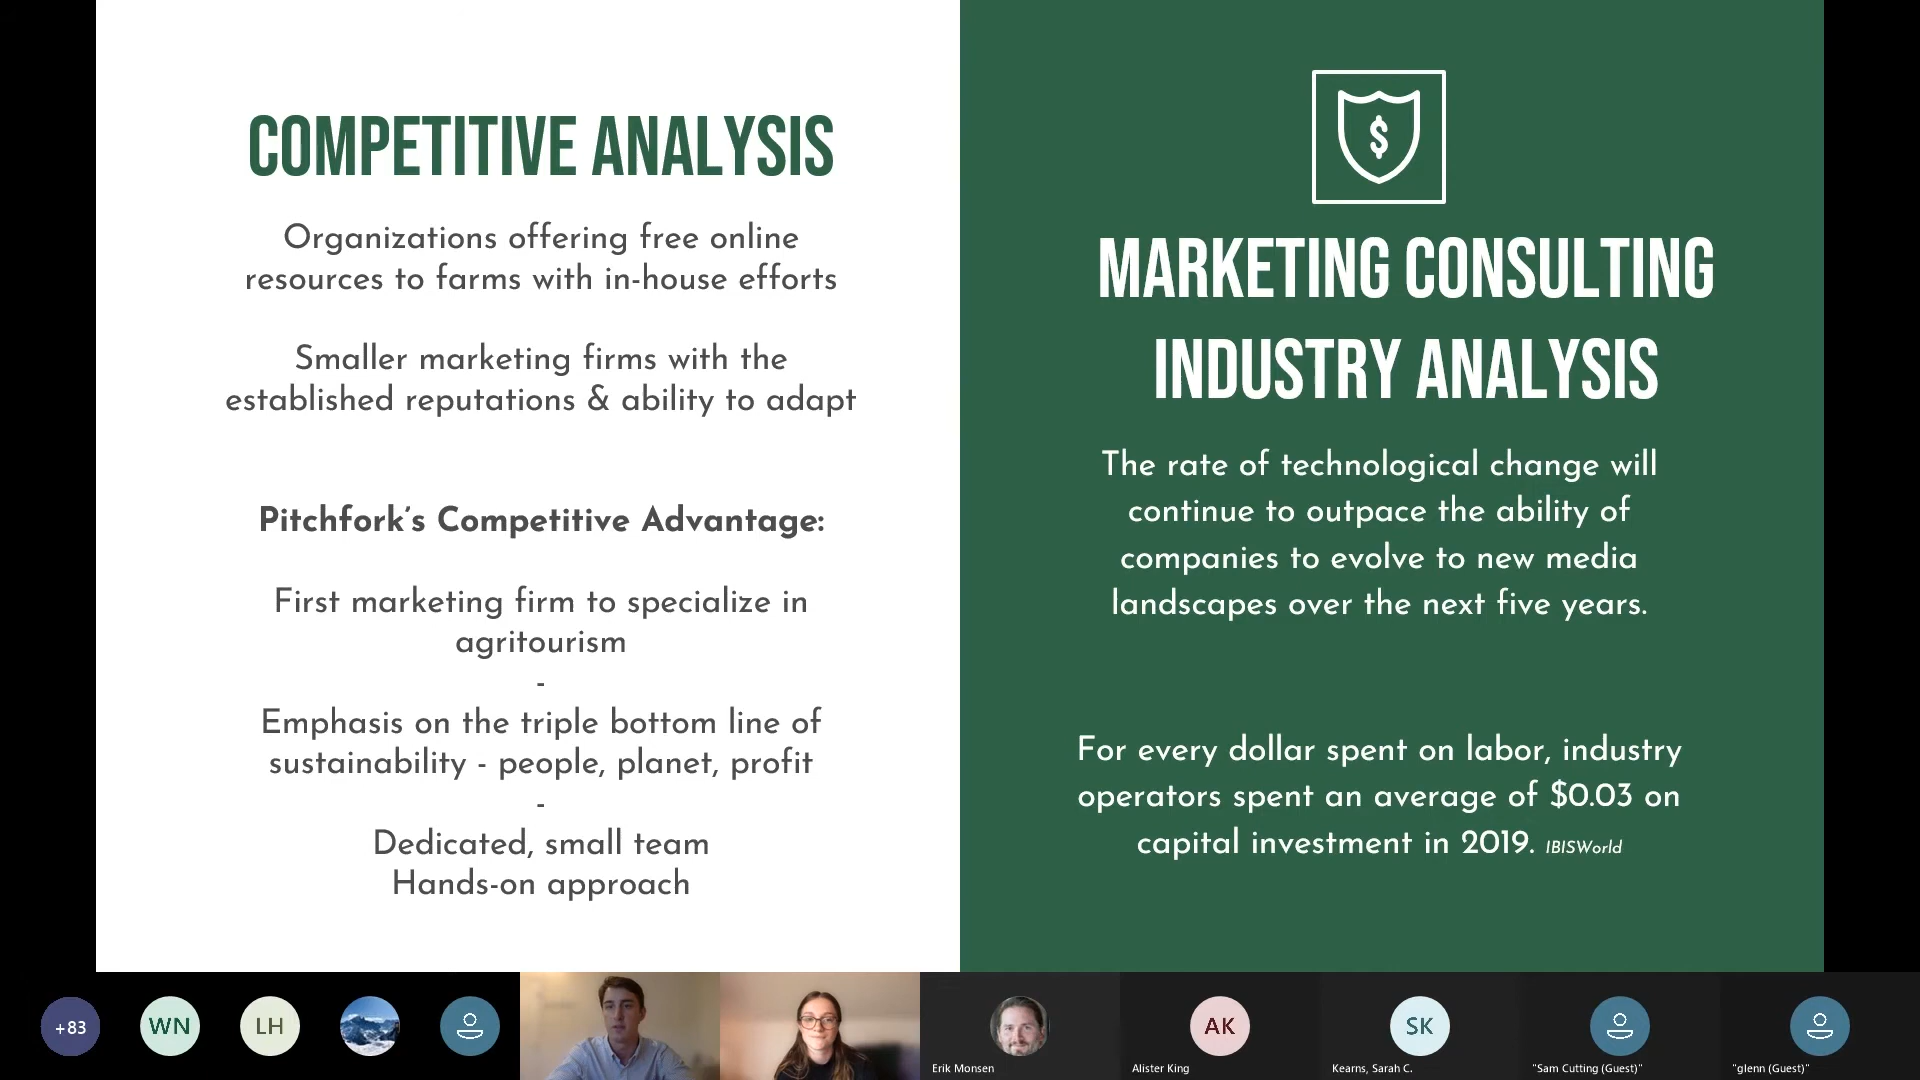 COMPETITIVE ANALYSIS
Organizations offering free online
resources to farms with in-house efforts
Smaller marketing firms with the
established reputations & ability to adapt
Pitchfork's Competitive Advantage:
First marketing firm to specialize in
agritourism
-
Emphasis on the triple bottom line of
sustainability - people, planet, profit
-
Dedicated, small team
Hands-on approach
$
MARKETING CONSULTING
INDUSTRY ANALYSIS
The rate of technological change will
continue to outpace the ability of
companies to evolve to new media
landscapes over the next five years.
For every dollar spent on labor, industry
operators spent an average of $0.03 on
capital investment in 2019. IBISWorld
+83
WN
LH
Erik Monsen
AK
Alister King
SK
Kearns, Sarah C.
"Sam Cutting (Guest)"
"glenn (Guest)"